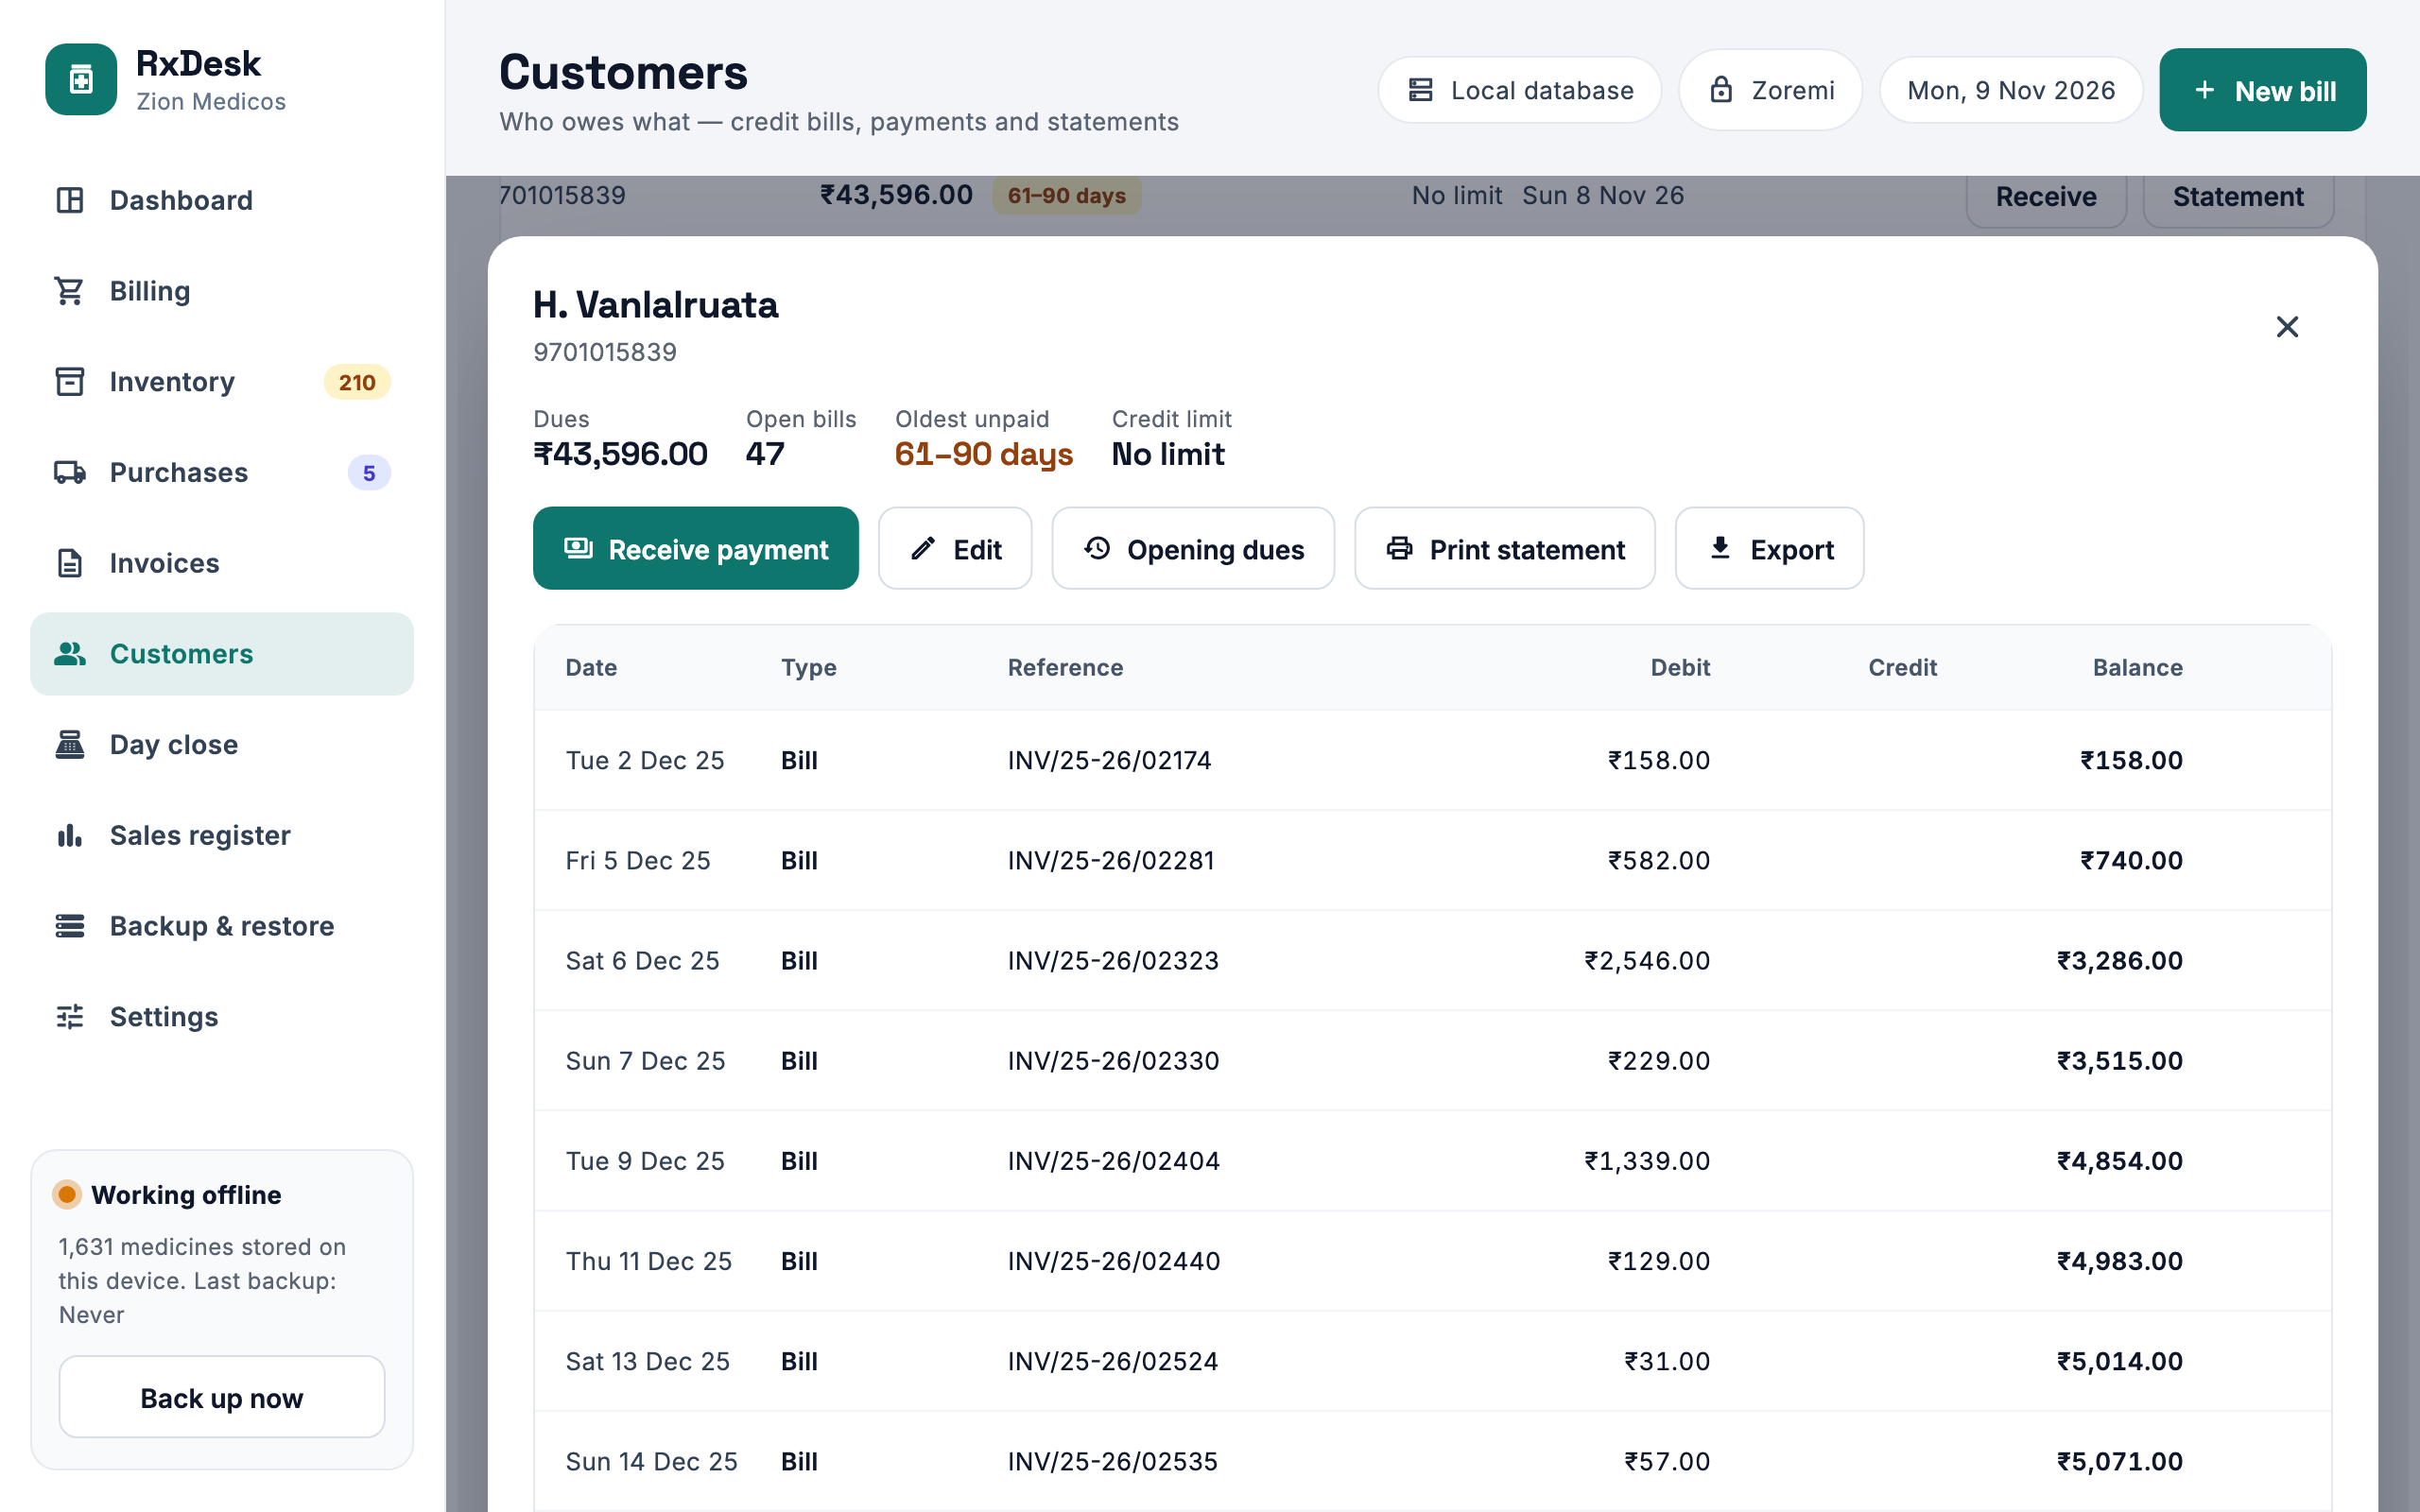 RxDesk
Zion Medicos
Dashboard
Billing
Inventory 210
Purchases 5
Invoices
Customers
Day close
Sales register
Backup & restore
Settings
Working offline
1,631 medicines stored on
this device. Last backup:
Never
Back up now
Customers
Who owes what — credit bills, payments and statements
Local database
Zoremi
Mon, 9 Nov 2026
+ New bill
701015839 ₹43,596.00 61–90 days No limit Sun 8 Nov 26 Receive Statement
H. Vanlalruata
9701015839
Dues Open bills Oldest unpaid Credit limit
₹43,596.00 47 61–90 days No limit
Receive payment Edit Opening dues Print statement Export
Date Type Reference Debit Credit Balance
Tue 2 Dec 25 Bill INV/25-26/02174 ₹158.00 ₹158.00
Fri 5 Dec 25 Bill INV/25-26/02281 ₹582.00 ₹740.00
Sat 6 Dec 25 Bill INV/25-26/02323 ₹2,546.00 ₹3,286.00
Sun 7 Dec 25 Bill INV/25-26/02330 ₹229.00 ₹3,515.00
Tue 9 Dec 25 Bill INV/25-26/02404 ₹1,339.00 ₹4,854.00
Thu 11 Dec 25 Bill INV/25-26/02440 ₹129.00 ₹4,983.00
Sat 13 Dec 25 Bill INV/25-26/02524 ₹31.00 ₹5,014.00
Sun 14 Dec 25 Bill INV/25-26/02535 ₹57.00 ₹5,071.00